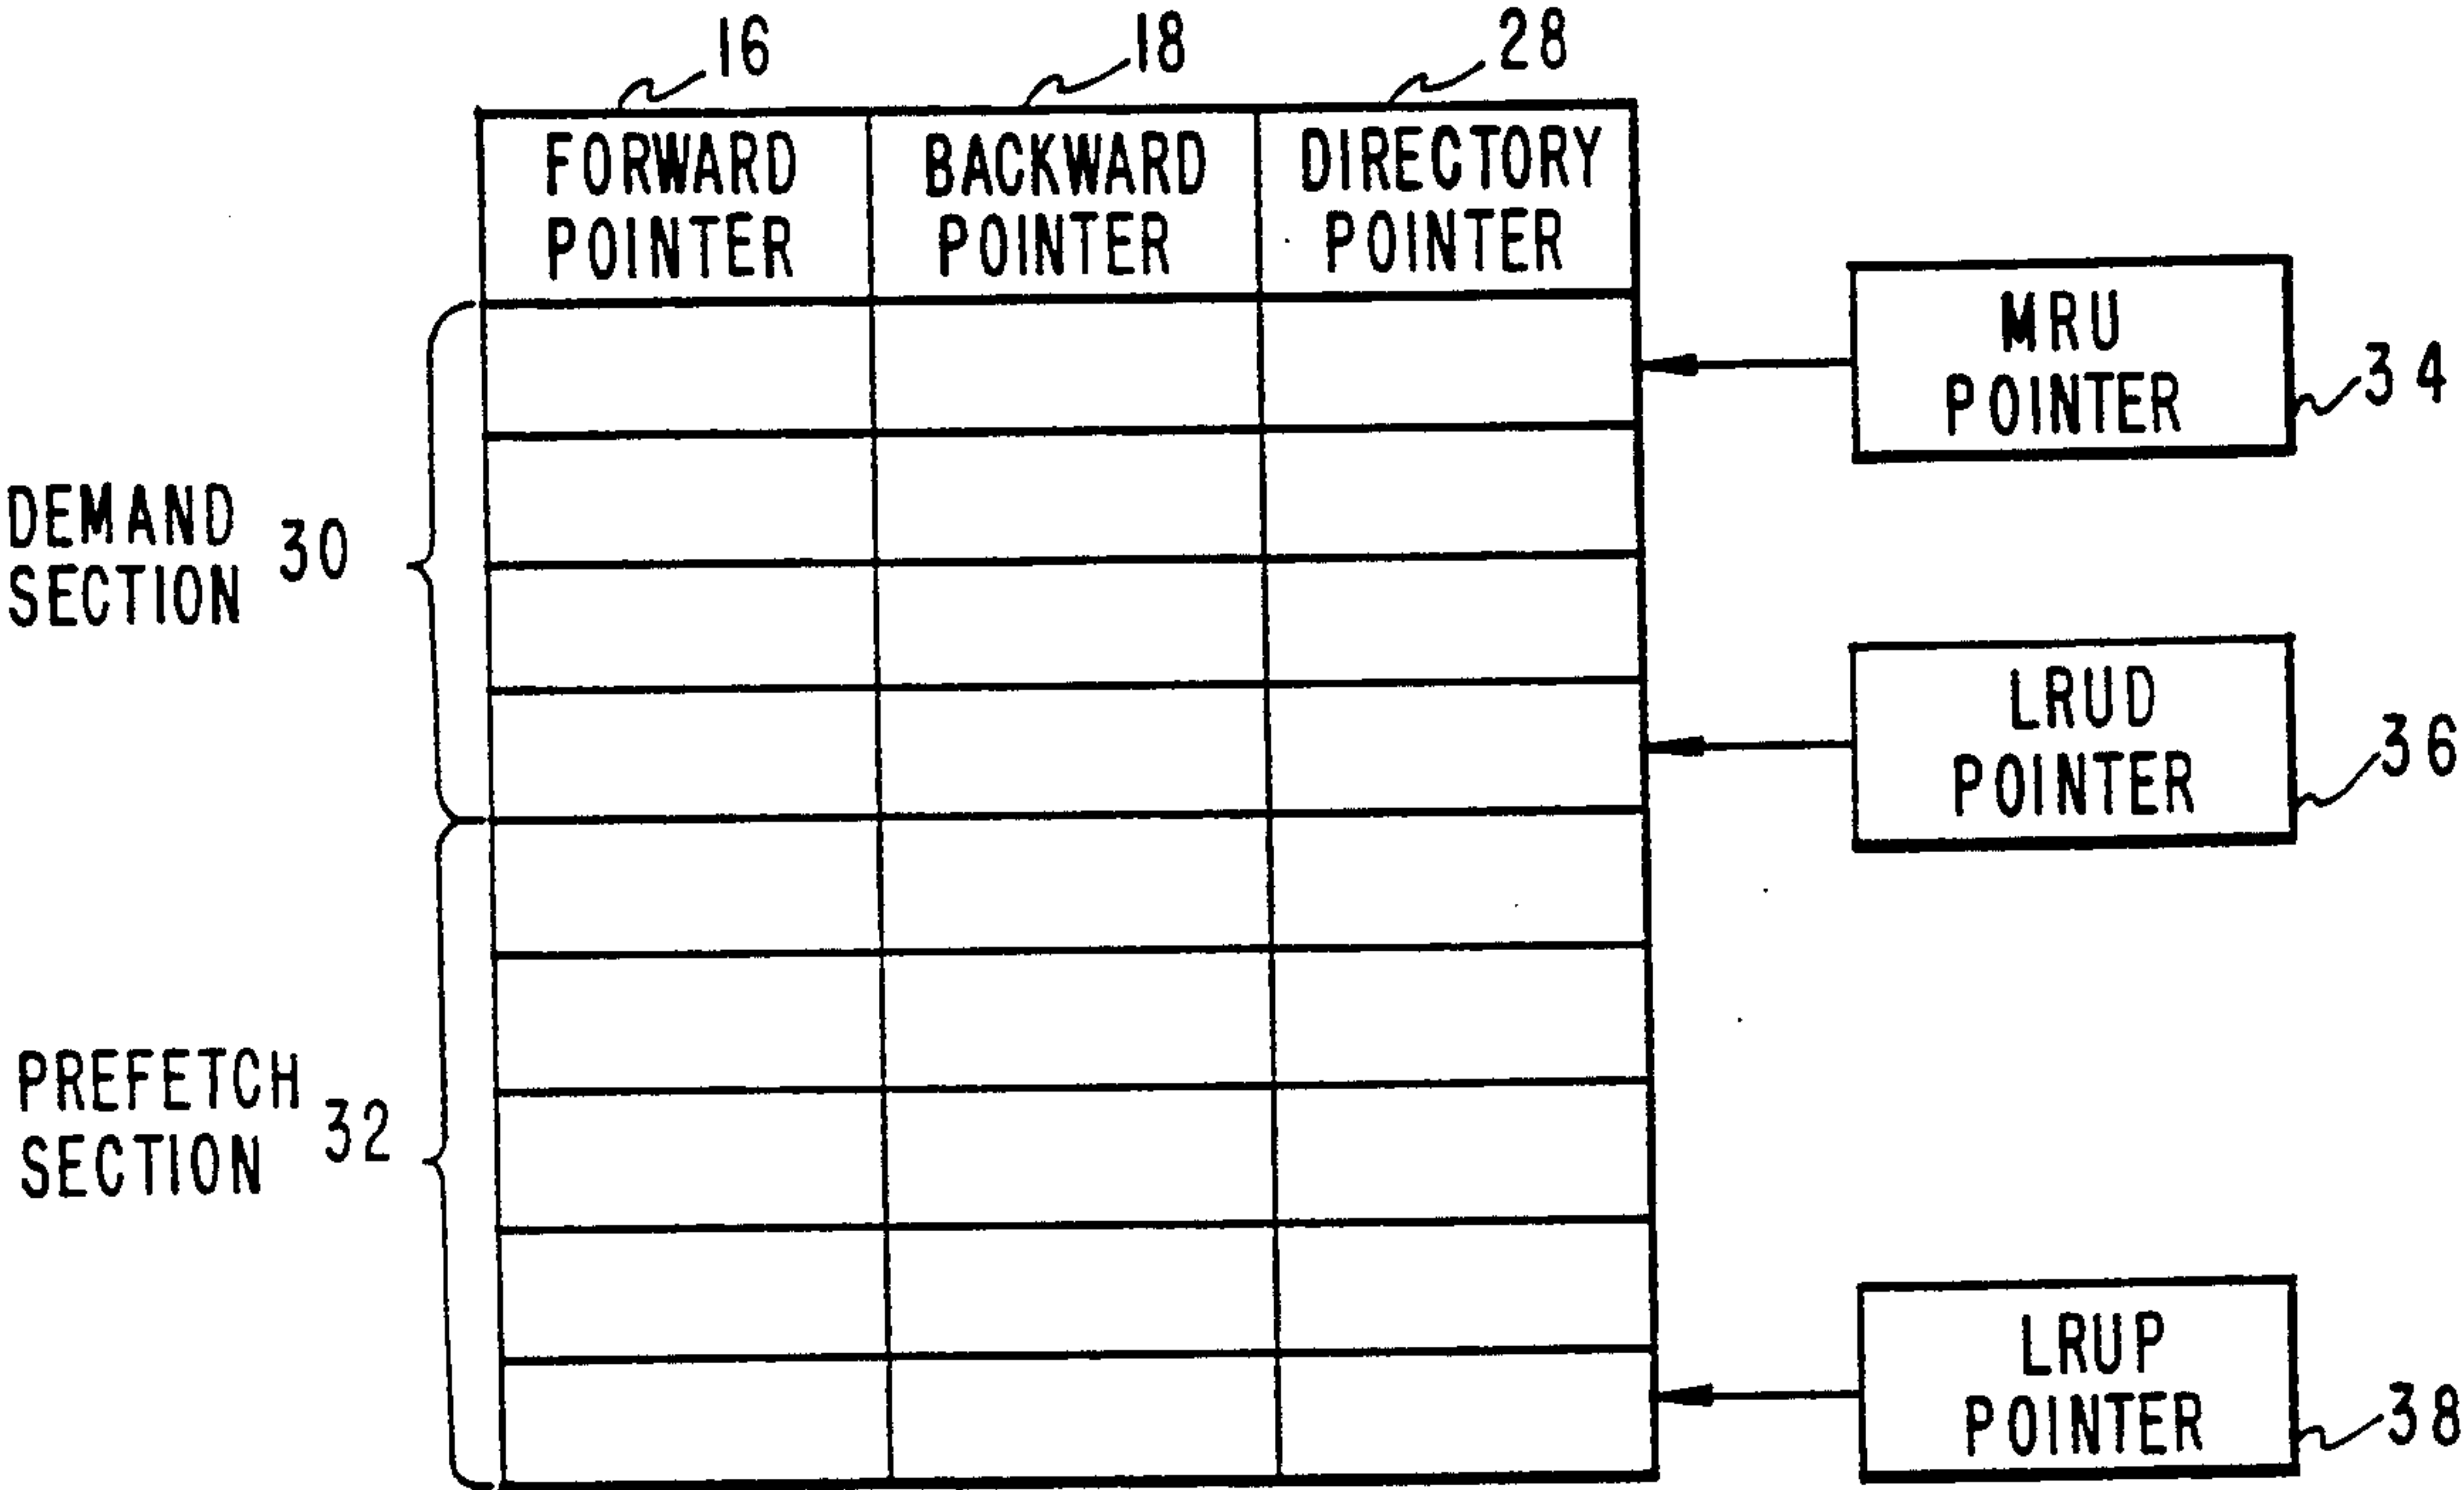 16
18
28
FORWARD POINTER
BACKWARD POINTER
DIRECTORY POINTER
MRU
POINTER
34
DEMAND
SECTION
30
LRUD
POINTER
36
PREFETCH
SECTION
32
LRUP
POINTER
38